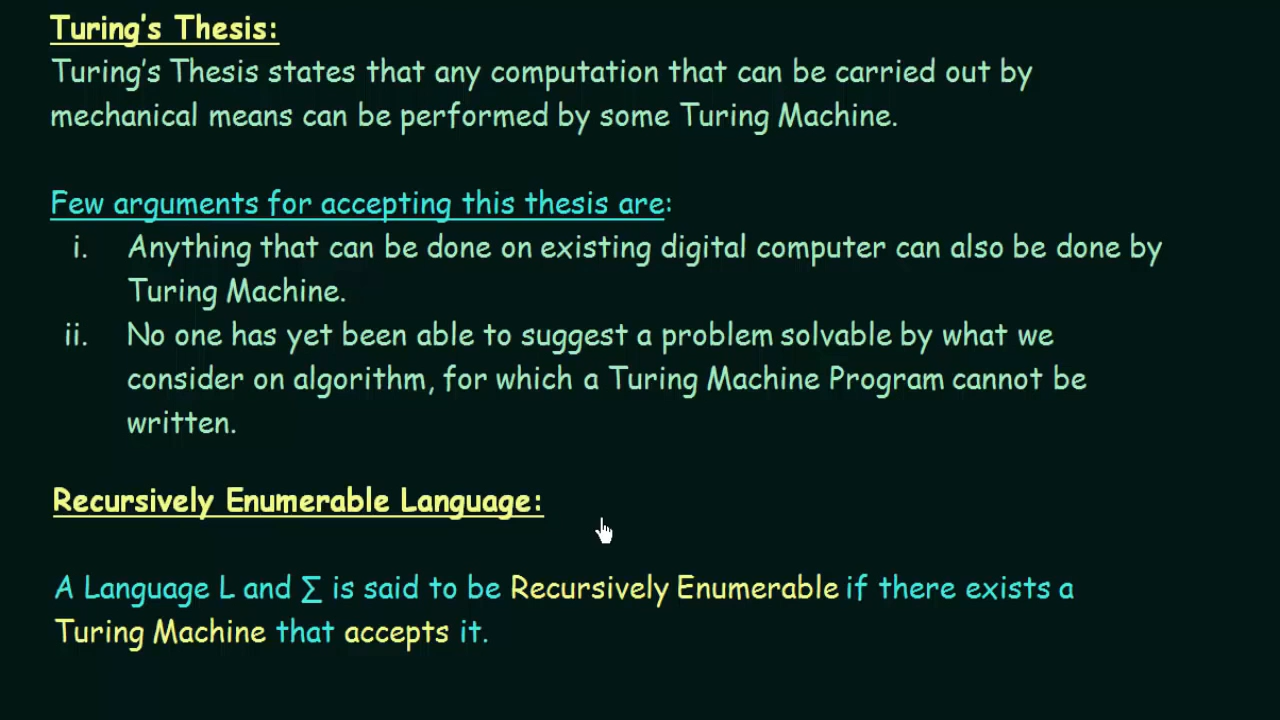 Turing's Thesis:
Turing's Thesis states that any computation that can be carried out by
mechanical means can be performed by some Turing Machine.
Few arguments for accepting this thesis are:
i. Anything that can be done on existing digital computer can also be done by
Turing Machine.
ii. No one has yet been able to suggest a problem solvable by what we
consider on algorithm, for which a Turing Machine Program cannot be
written.
Recursively Enumerable Language:
A Language L and ∑ is said to be Recursively Enumerable if there exists a
Turing Machine that accepts it.